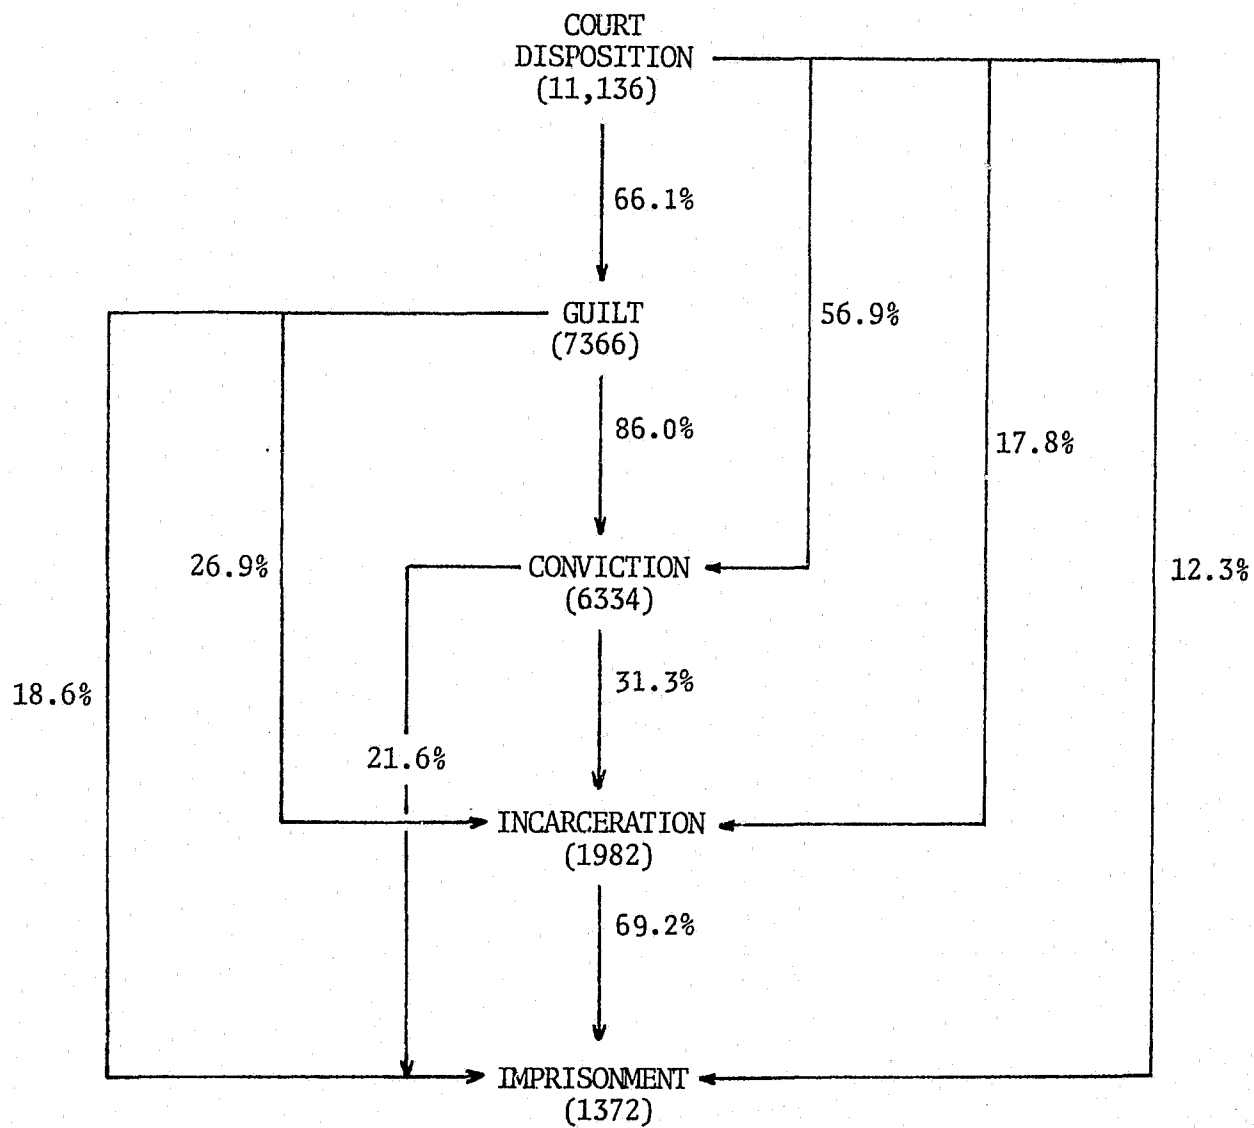 COURT
DISPOSITION
(11,136)
66.1%
GUILT
(7366)
56.9%
86.0%
17.8%
26.9%
CONVICTION
(6334)
12.3%
31.3%
18.6%
21.6%
INCARCERATION
(1982)
69.2%
IMPRISONMENT
(1372)